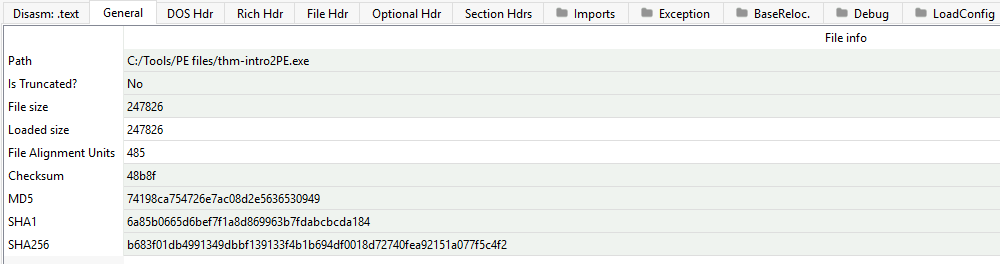 Disasm: .text General DOS Hdr Rich Hdr File Hdr Optional Hdr Section Hdrs Imports Exception BaseReloc. Debug LoadConfig
File info
Path C:/Tools/PE files/thm-intro2PE.exe
Is Truncated? No
File size 247826
Loaded size 247826
File Alignment Units 485
Checksum 48b8f
MD5 74198ca754726e7ac08d2e5636530949
SHA1 6a85b0665d6bef7f1a8d869963b7fdabcbcda184
SHA256 b683f01db4991349dbbf139133f4b1b694df0018d72740fea92151a077f5c4f2